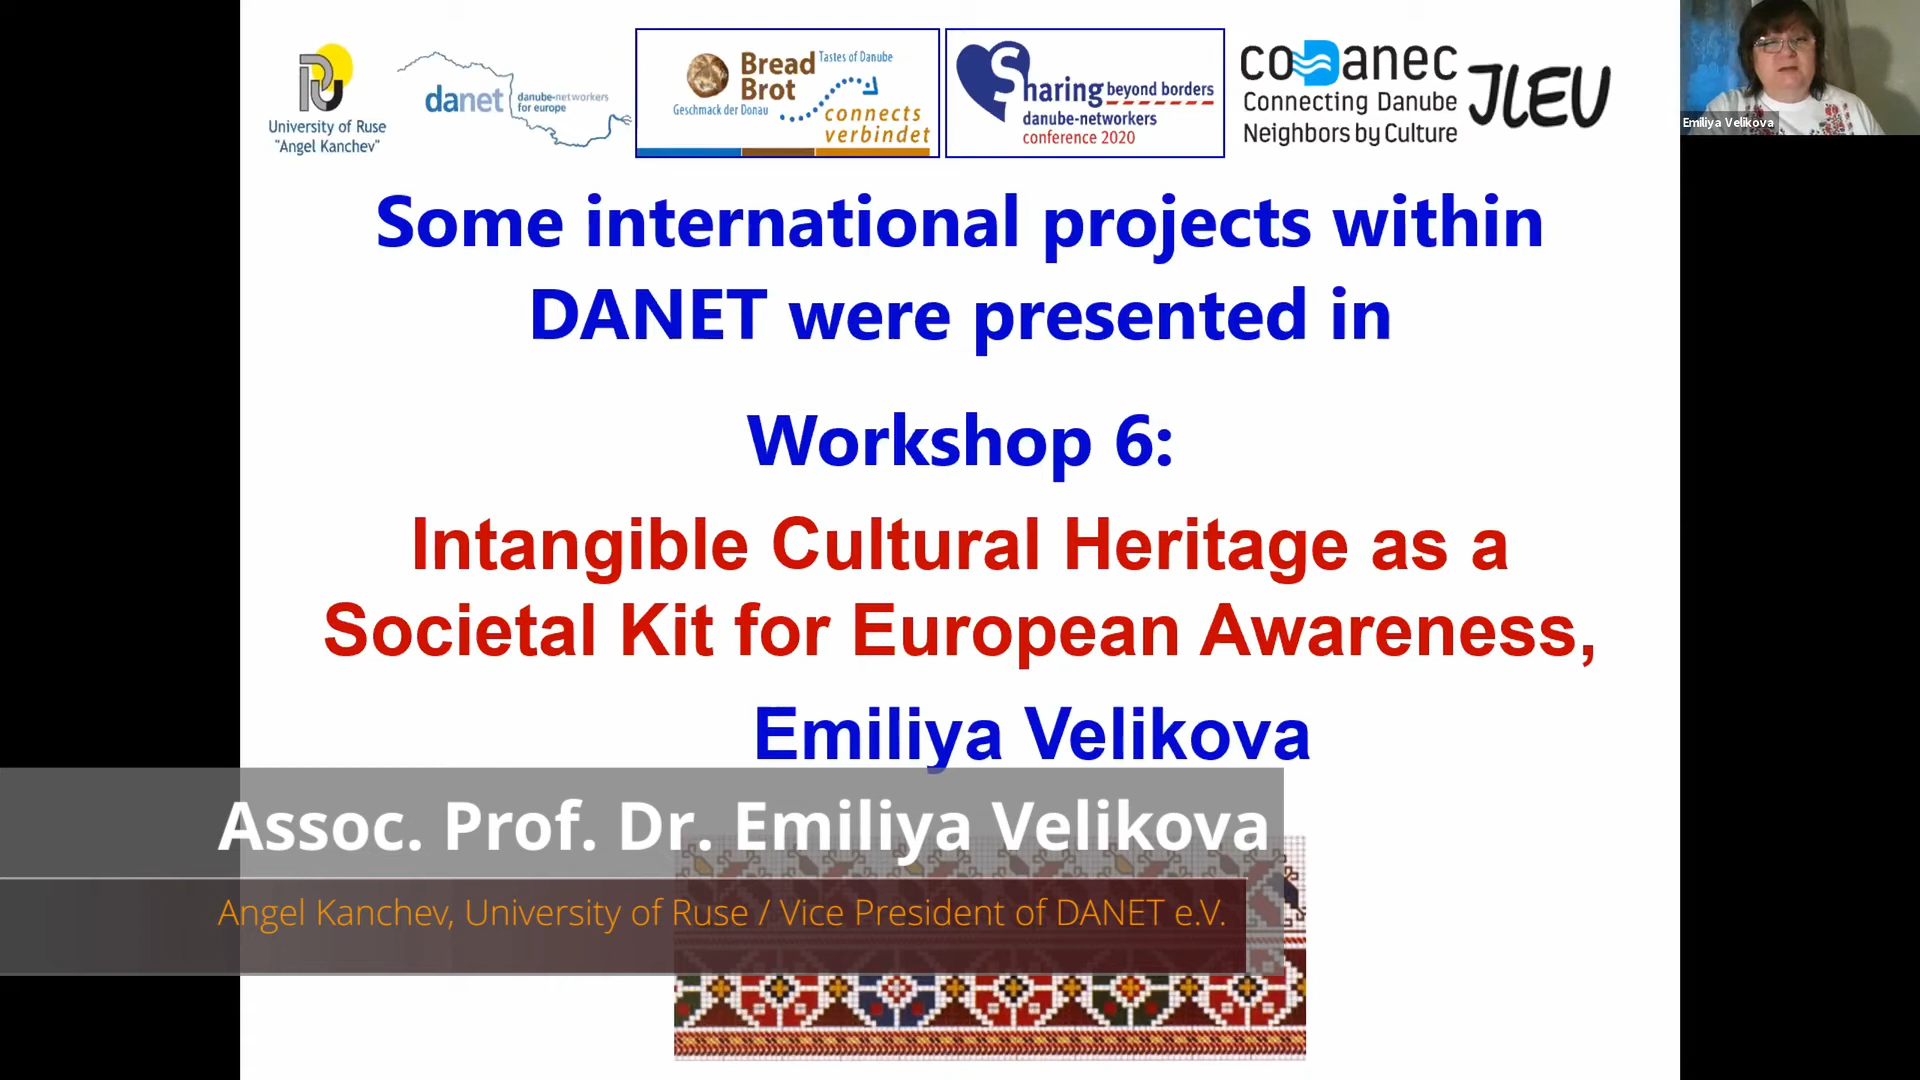 University of Ruse
"Angel Kanchev"
danet
danube-networkers
for europe
Bread
Brot
Tastes of Danube
Geschmack der Donau
connects
verbindet
Sharing beyond borders
danube-networkers
conference 2020
coDanec
Connecting Danube
Neighbors by Culture
JLEU
Emiliya Velikova
Some international projects within
DANET were presented in
Workshop 6:
Intangible Cultural Heritage as a
Societal Kit for European Awareness,
Emiliya Velikova
Assoc. Prof. Dr. Emiliya Velikova
Angel Kanchev, University of Ruse / Vice President of DANET e.V.